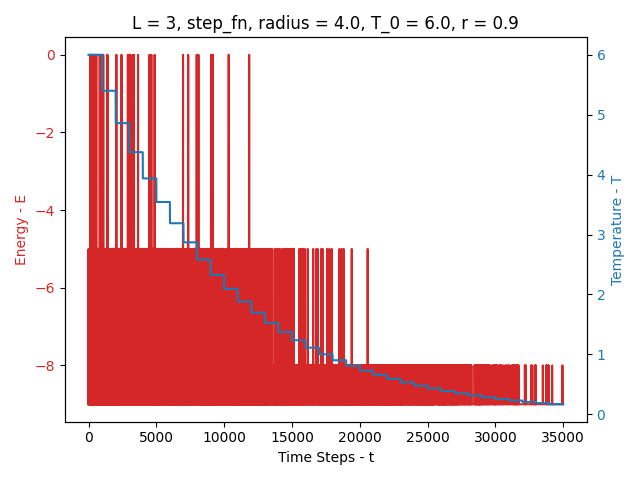 L = 3, step_fn, radius = 4.0, T_0 = 6.0, r = 0.9
Energy - E
0
−2
−4
−6
−8
Temperature - T
6
5
4
3
2
1
0
0 5000 10000 15000 20000 25000 30000 35000
Time Steps - t